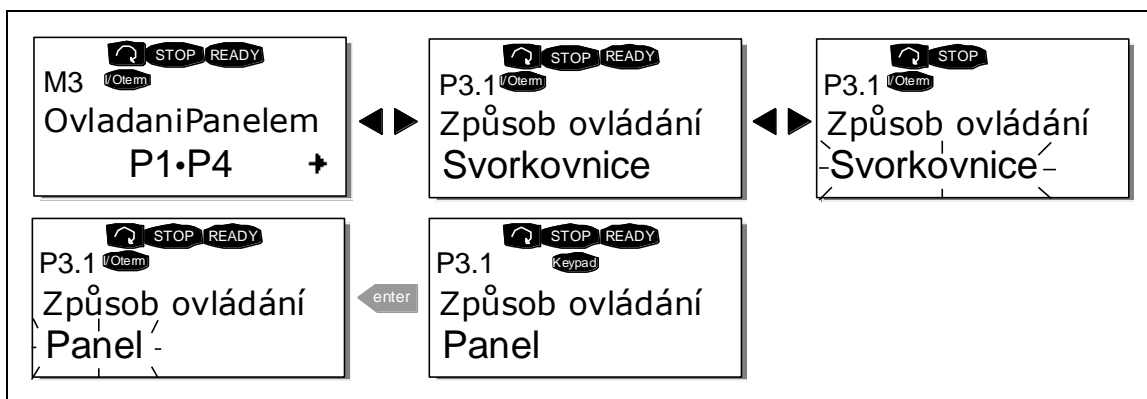 STOP READY
M3 I/Oterm
OvladaniPanelem
P1•P4
STOP READY
P3.1 I/Oterm
Způsob ovládání
Svorkovnice
STOP
P3.1 I/Oterm
Způsob ovládání
Svorkovnice
STOP READY
P3.1 I/Oterm
Způsob ovládání
Panel
enter
STOP READY
P3.1 Keypad
Způsob ovládání
Panel